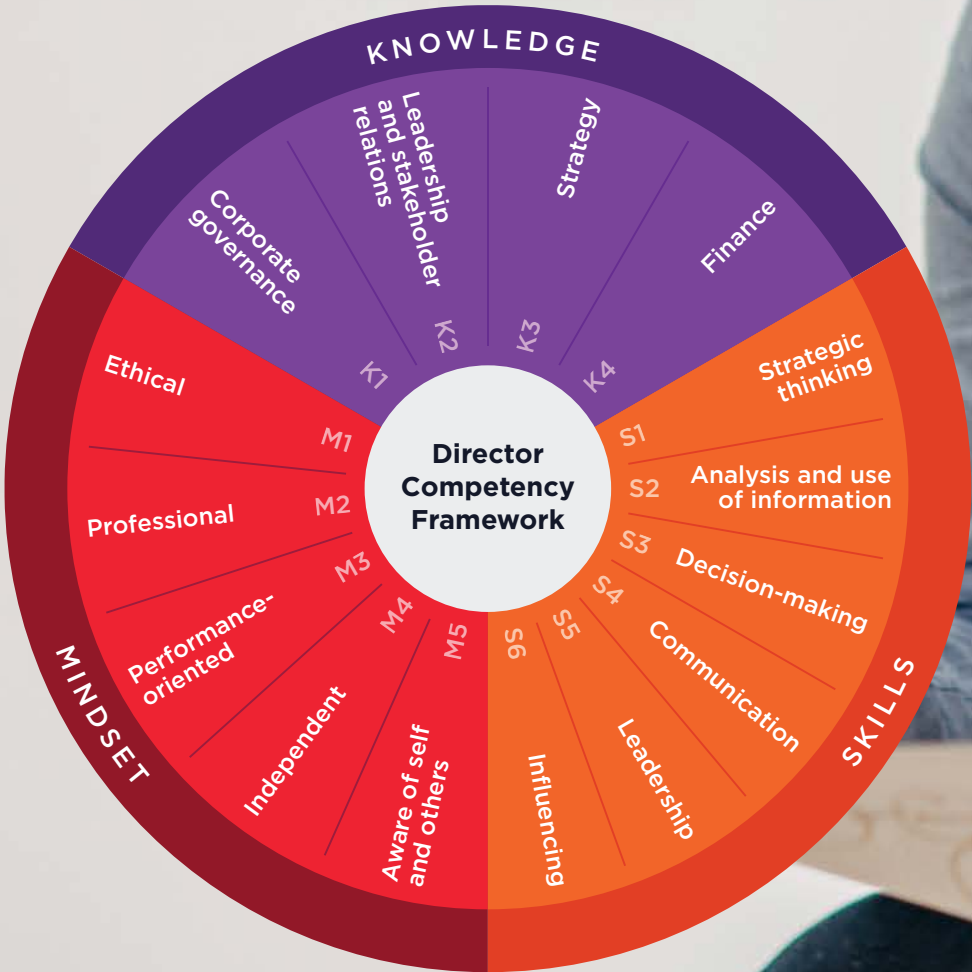 KNOWLEDGE
Corporate
governance
K1
Leadership
and stakeholder
relations
K2
Strategy
K3
Finance
K4
Strategic
thinking
S1
Analysis and use
of information
S2
Decision-making
S3
Communication
S4
Leadership
S5
Influencing
S6
SKILLS
Aware of self
and others
M5
Independent
M4
Performance-
oriented
M3
Professional
M2
Ethical
M1
MINDSET
Director
Competency
Framework